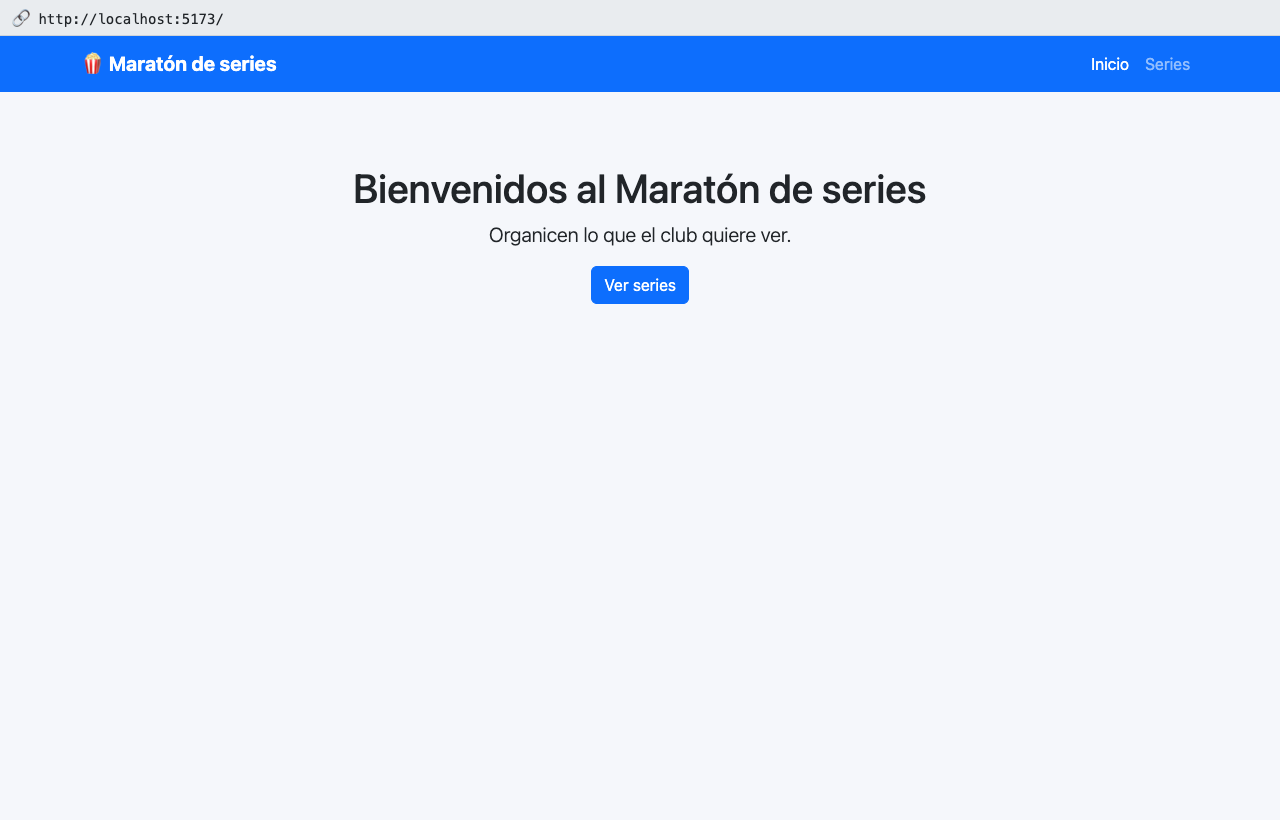 http://localhost:5173/
Maratón de series
Inicio
Series
Bienvenidos al Maratón de series
Organicen lo que el club quiere ver.
Ver series